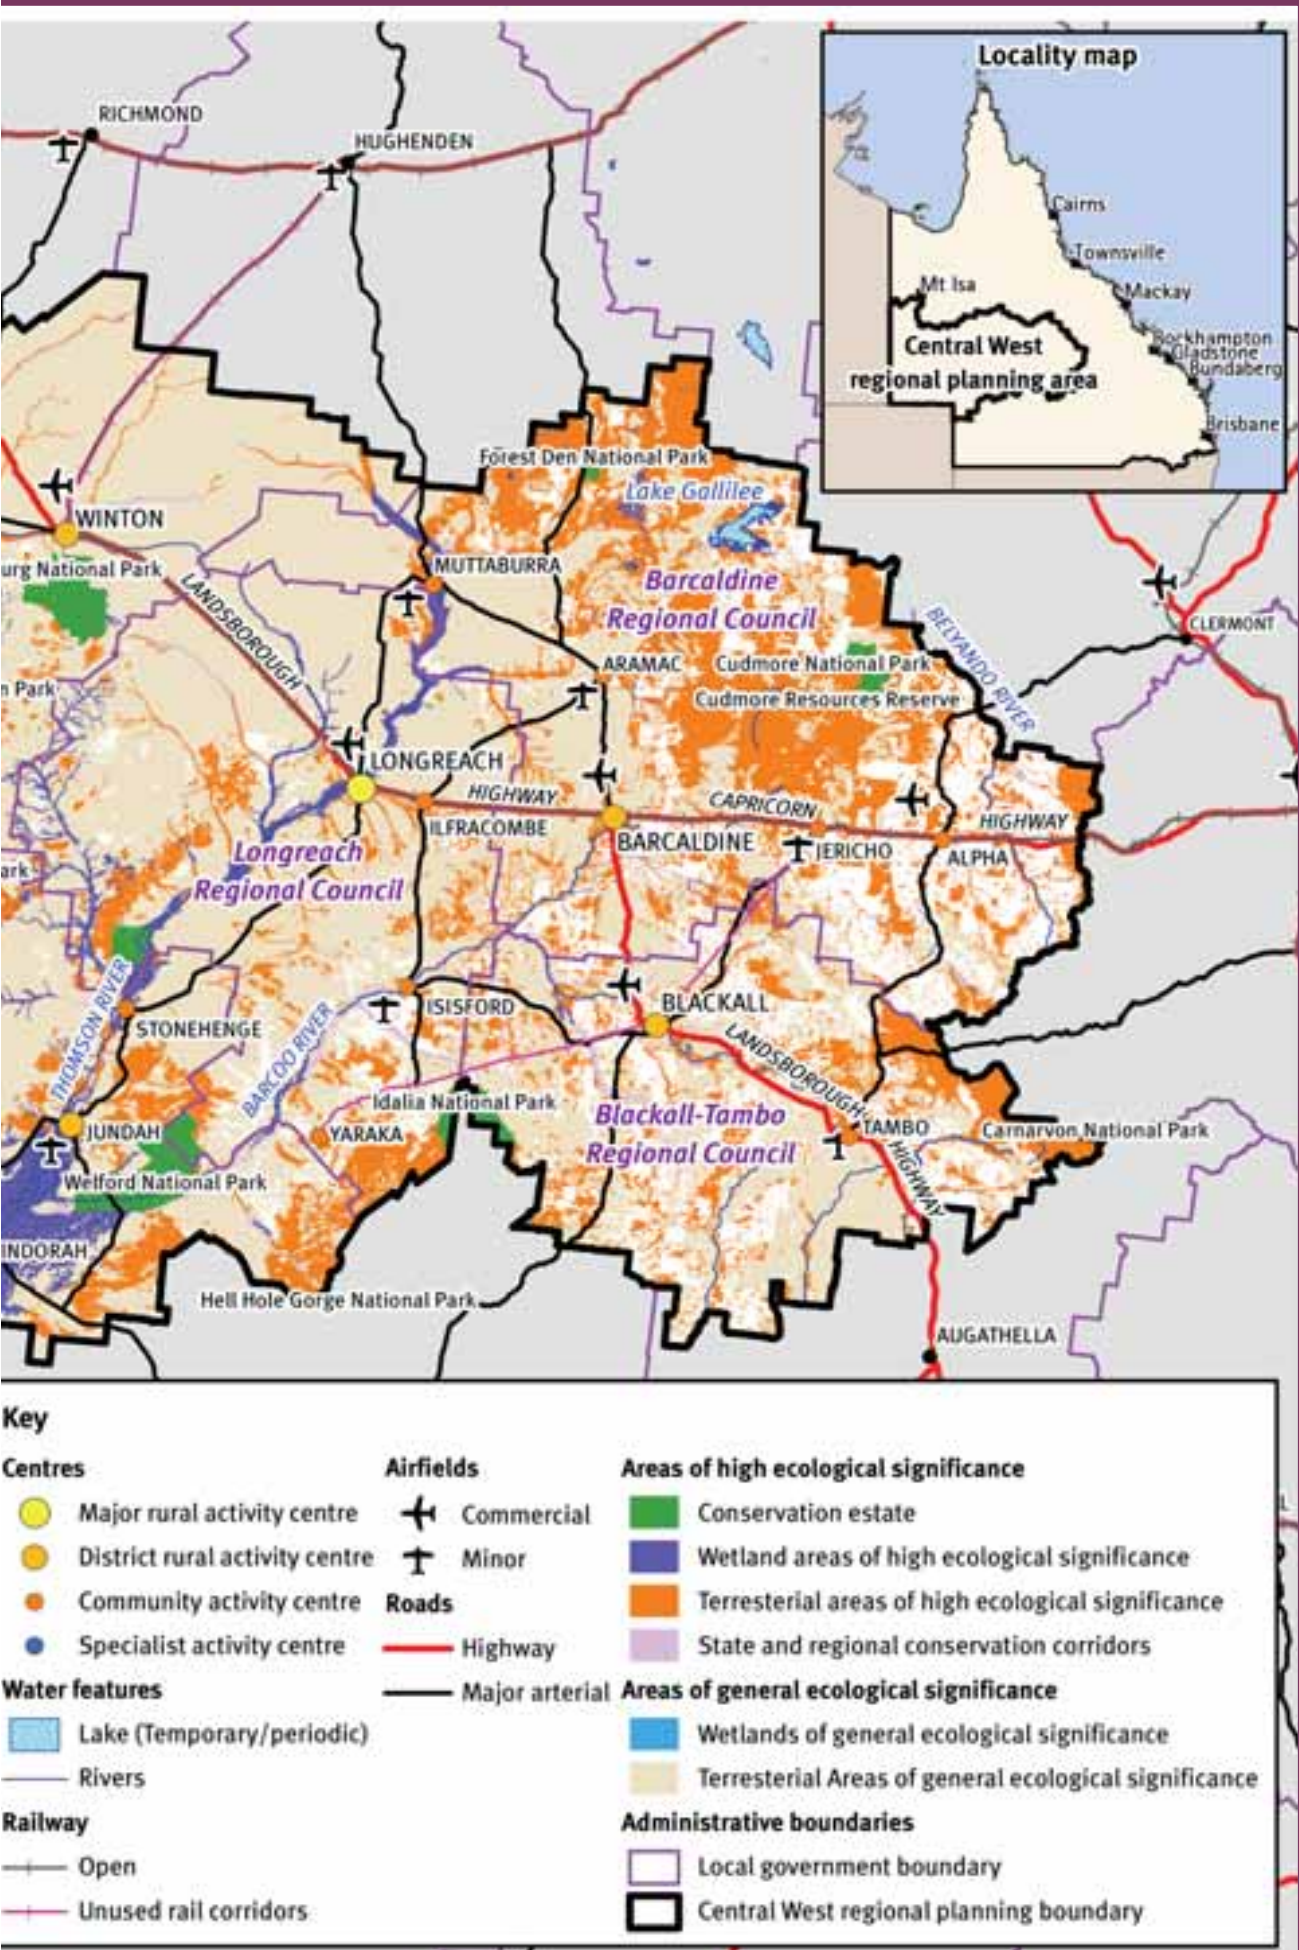 Locality map
Cairns
Townsville
Mt Isa
Mackay
Rockhampton
Gladstone
Bundaberg
Central West
regional planning area
Brisbane
RICHMOND
HUGHENDEN
Forest Den National Park
Lake Gallilee
WINTON
urg National Park
MUTTABURRA
LANDSBOROUGH
Barcaldine
Regional Council
BELYANDO RIVER
CLERMONT
n Park
ARAMAC
Cudmore National Park
Cudmore Resources Reserve
LONGREACH
HIGHWAY
CAPRICORN
HIGHWAY
ILFRACOMBE
BARCALDINE
JERICHO
ALPHA
Longreach
Regional Council
ark
THOMSON RIVER
ISISFORD
BLACKALL
STONEHENGE
BARCOO RIVER
LANDSBOROUGH
HIGHWAY
Idalia National Park
Blackall-Tambo
Regional Council
JUNDAH
YARAKA
TAMBO
Carnarvon National Park
Welford National Park
INDORAH
Hell Hole Gorge National Park
AUGATHELLA
Key
Centres
Major rural activity centre
District rural activity centre
Community activity centre
Specialist activity centre
Water features
Lake (Temporary/periodic)
Rivers
Railway
Open
Unused rail corridors
Airfields
Commercial
Minor
Roads
Highway
Major arterial
Areas of high ecological significance
Conservation estate
Wetland areas of high ecological significance
Terresterial areas of high ecological significance
State and regional conservation corridors
Areas of general ecological significance
Wetlands of general ecological significance
Terresterial Areas of general ecological significance
Administrative boundaries
Local government boundary
Central West regional planning boundary